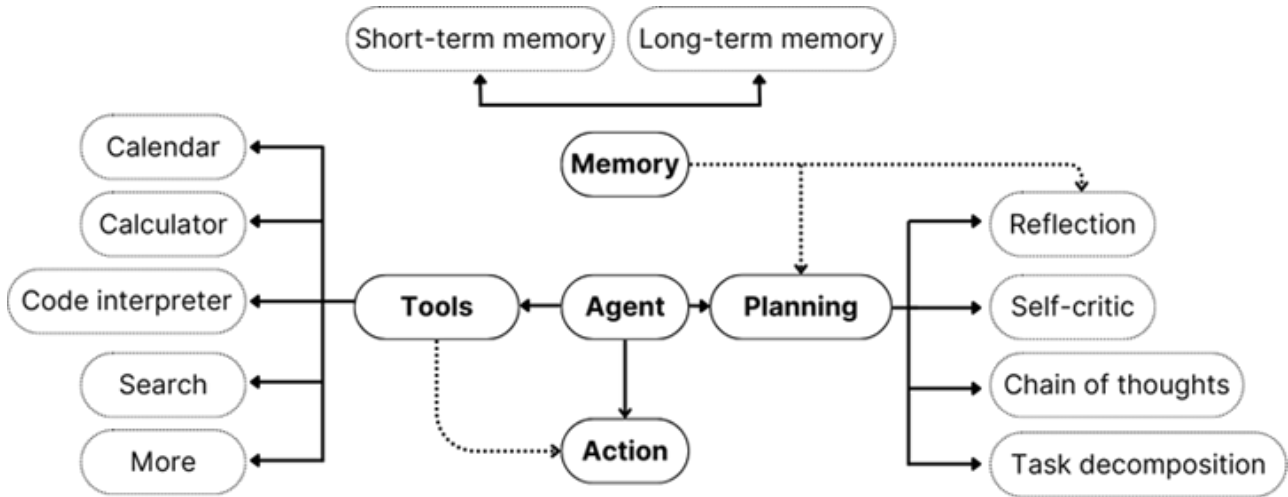 Short-term memory
Long-term memory
Calendar
Memory
Calculator
Reflection
Code interpreter
Tools
Agent
Planning
Self-critic
Search
Chain of thoughts
More
Action
Task decomposition